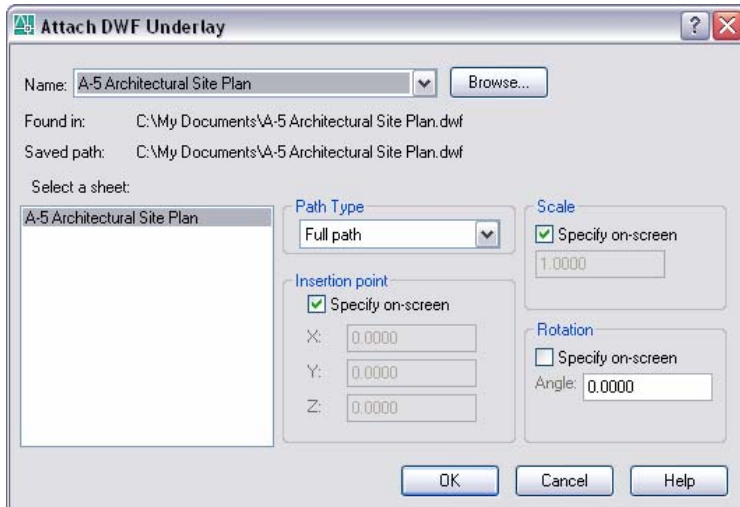 Attach DWF Underlay
Name: A-5 Architectural Site Plan Browse...
Found in: C:\My Documents\A-5 Architectural Site Plan.dwf
Saved path: C:\My Documents\A-5 Architectural Site Plan.dwf
Select a sheet:
A-5 Architectural Site Plan
Path Type
Full path
Insertion point
Specify on-screen
X: 0.0000
Y: 0.0000
Z: 0.0000
Scale
Specify on-screen
1.0000
Rotation
Specify on-screen
Angle: 0.0000
OK Cancel Help